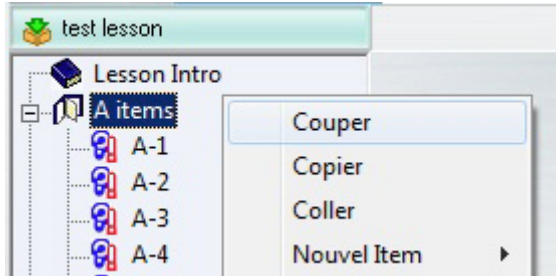 test lesson
Lesson Intro
A items
A-1
A-2
A-3
A-4
Couper
Copier
Coller
Nouvel Item